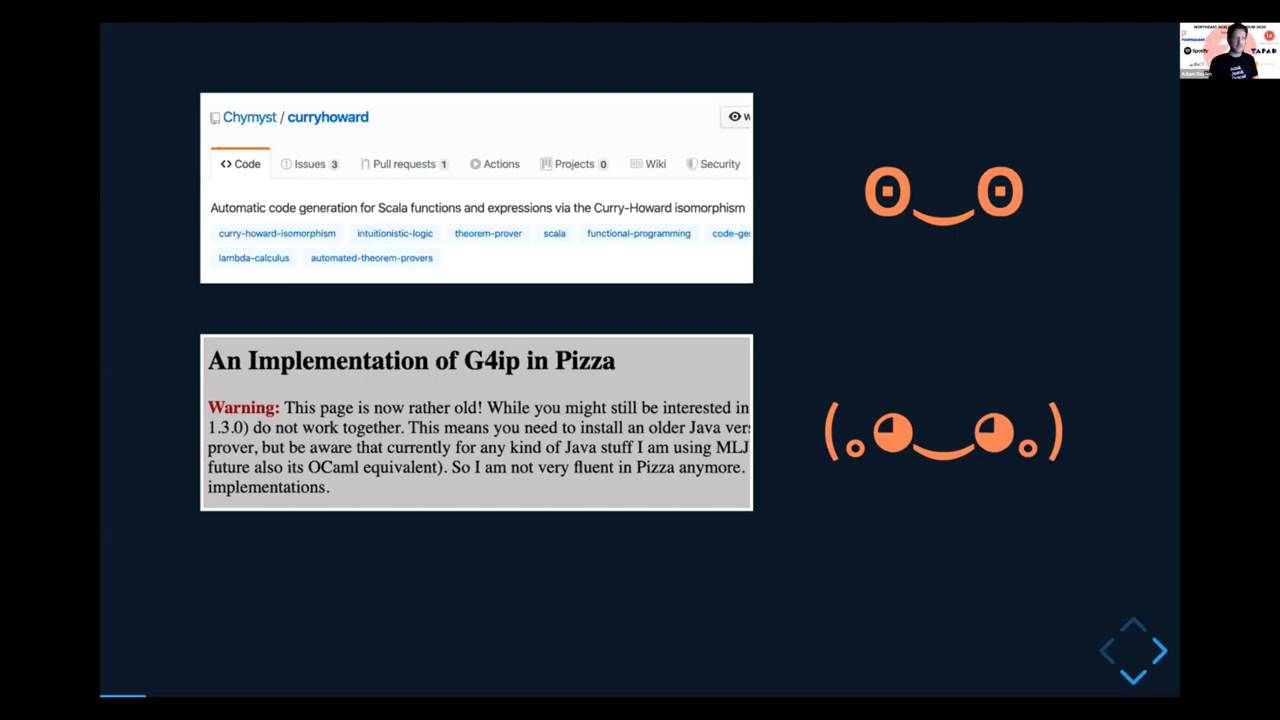 Chymyst / curryhoward
Code Issues 3 Pull requests 1 Actions Projects 0 Wiki Security
Automatic code generation for Scala functions and expressions via the Curry-Howard isomorphism
curry-howard-isomorphism intuitionistic-logic theorem-prover scala functional-programming code-ge
lambda-calculus automated-theorem-provers
An Implementation of G4ip in Pizza
Warning: This page is now rather old! While you might still be interested in
1.3.0) do not work together. This means you need to install an older Java ver
prover, but be aware that currently for any kind of Java stuff I am using MLJ
future also its OCaml equivalent). So I am not very fluent in Pizza anymore.
implementations.
Spotify
TAPAD